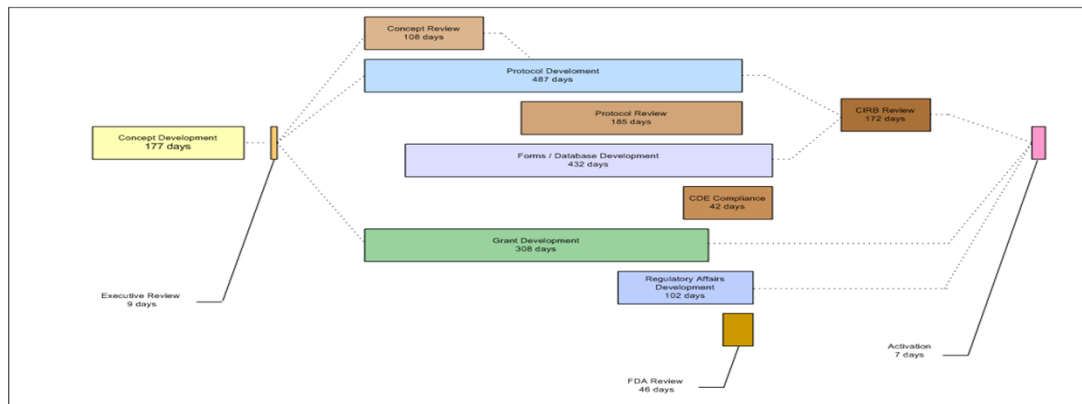 Concept Review
108 days
Protocol Develoment
487 days
CIRB Review
172 days
Protocol Review
185 days
Concept Development
177 days
Forms / Database Development
432 days
CDE Compliance
42 days
Grant Development
308 days
Regulatory Affairs
Development
102 days
Executive Review
9 days
Activation
7 days
FDA Review
46 days